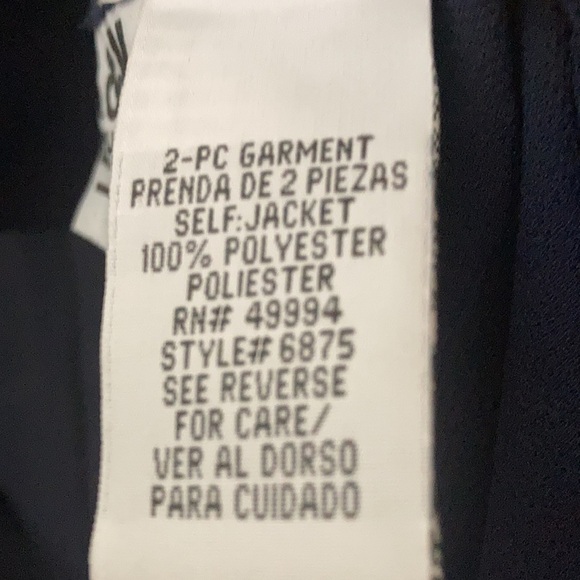 2-PC GARMENT
PRENDA DE 2 PIEZAS
SELF:JACKET
100% POLYESTER
POLIESTER
RN# 49994
STYLE# 6875
SEE REVERSE
FOR CARE/
VER AL DORSO
PARA CUIDADO